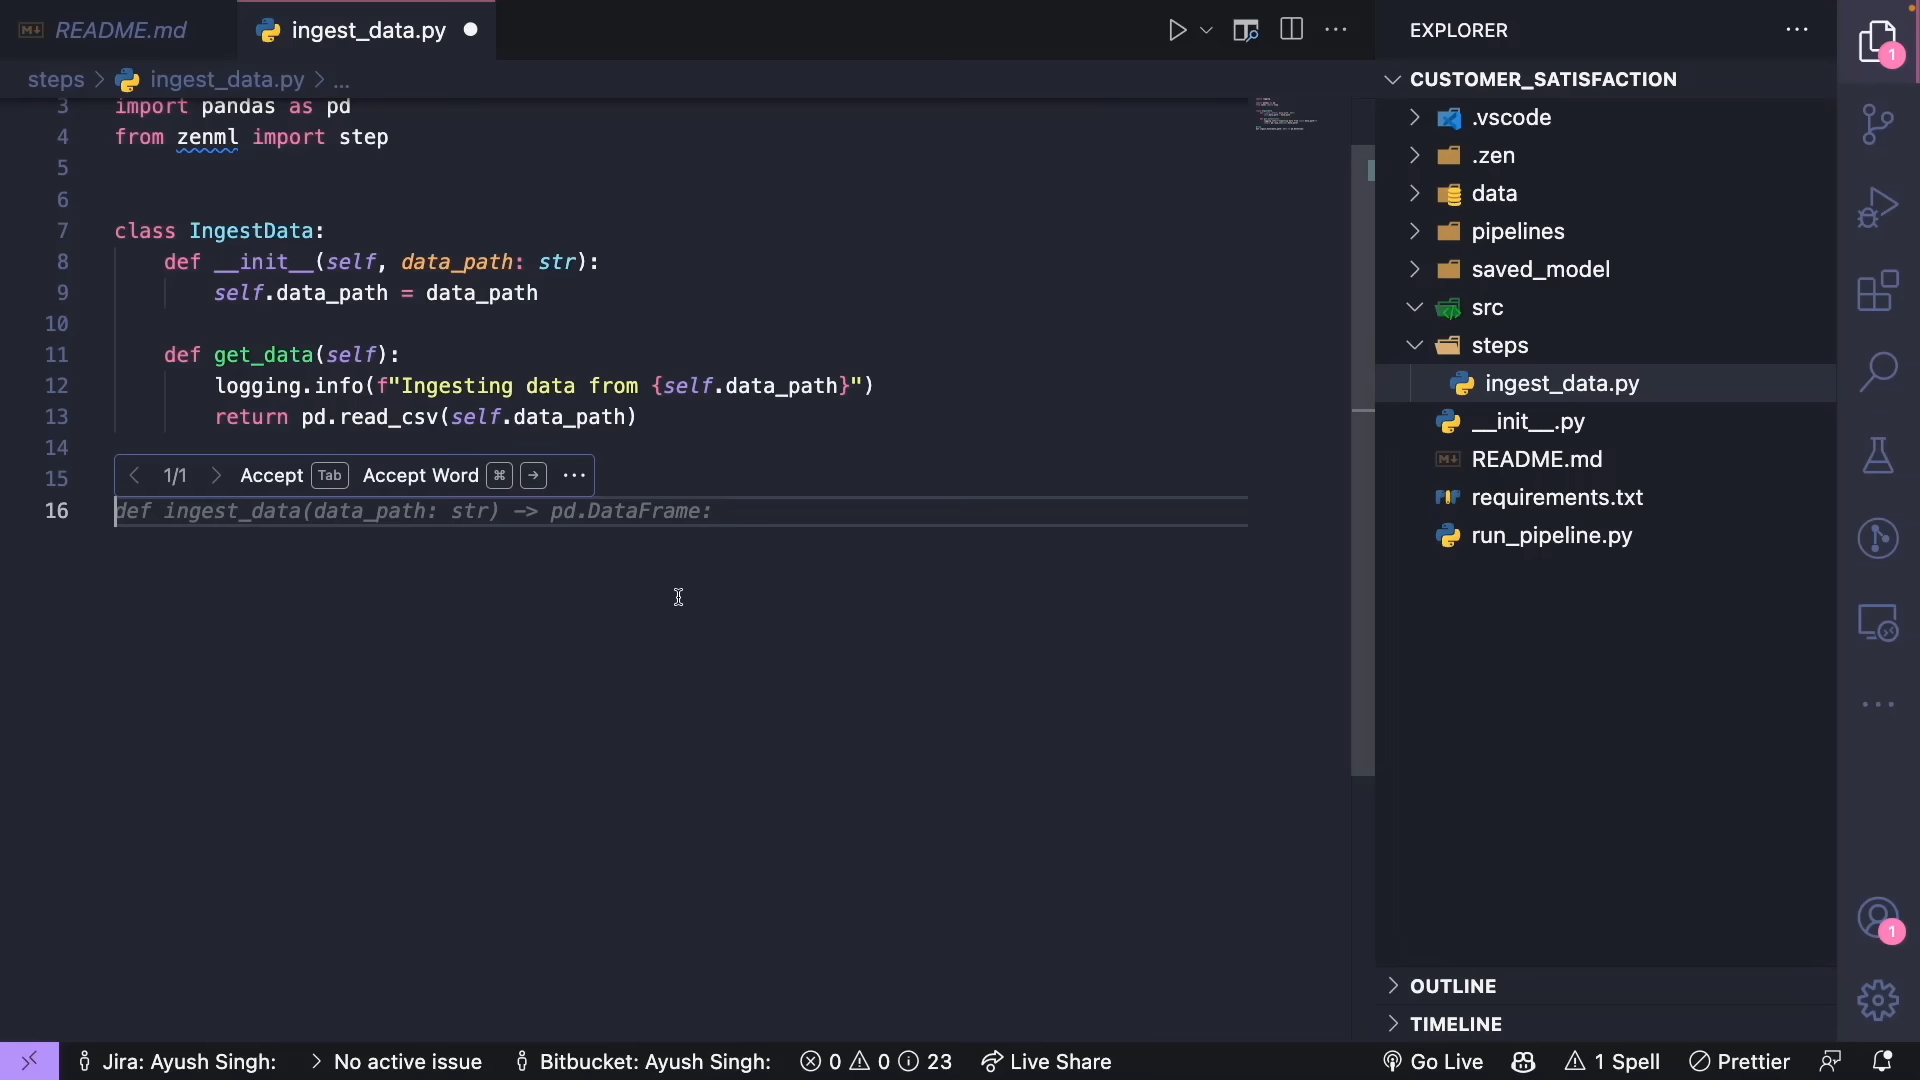 README.md
ingest_data.py
EXPLORER
1
steps > ingest_data.py > ...
CUSTOMER_SATISFACTION
3 import pandas as pd
4 from zenml import step
5
6
7 class IngestData:
8 def __init__(self, data_path: str):
9 self.data_path = data_path
10
11 def get_data(self):
12 logging.info(f"Ingesting data from {self.data_path}")
13 return pd.read_csv(self.data_path)
14
15
1/1 Accept Tab Accept Word ⌘ → ...
16 def ingest_data(data_path: str) -> pd.DataFrame:
.vscode
.zen
data
pipelines
saved_model
src
steps
ingest_data.py
__init__.py
README.md
requirements.txt
run_pipeline.py
1
OUTLINE
TIMELINE
Jira: Ayush Singh: > No active issue Bitbucket: Ayush Singh: 0 0 23 Live Share Go Live 1 Spell Prettier